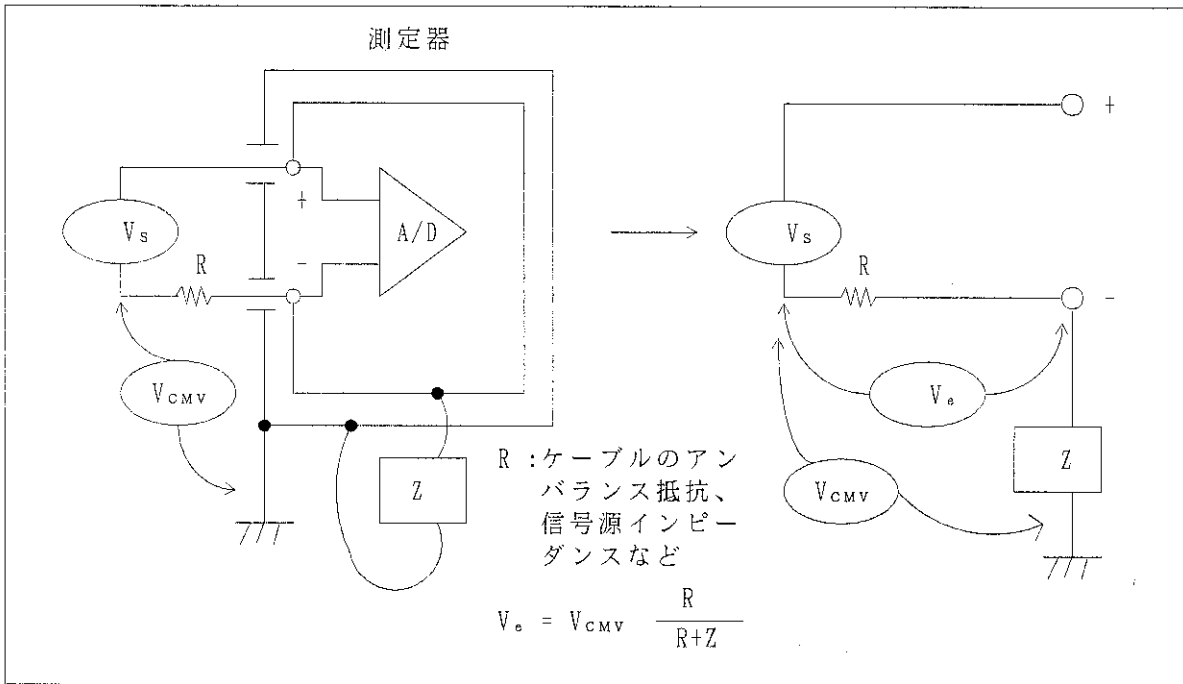 測定器
+
−
A/D
Vs
R
VCMV
Z
R :ケーブルのアン
バランス抵抗、
信号源インピー
ダンスなど
Ve = VCMV R
R+Z
+
Vs
R
−
Ve
VCMV
Z